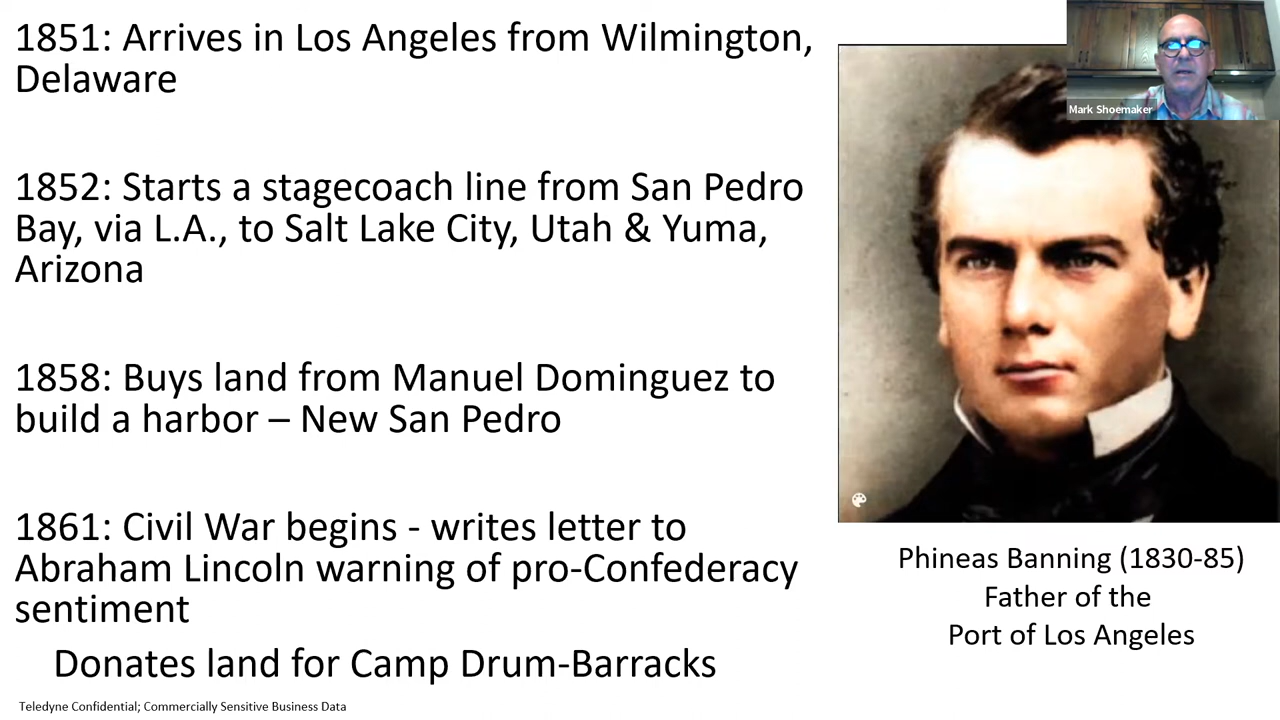 1851: Arrives in Los Angeles from Wilmington,
Delaware
1852: Starts a stagecoach line from San Pedro
Bay, via L.A., to Salt Lake City, Utah & Yuma,
Arizona
1858: Buys land from Manuel Dominguez to
build a harbor – New San Pedro
1861: Civil War begins - writes letter to
Abraham Lincoln warning of pro-Confederacy
sentiment
Donates land for Camp Drum-Barracks
Teledyne Confidential; Commercially Sensitive Business Data
Mark Shoemaker
Phineas Banning (1830-85)
Father of the
Port of Los Angeles